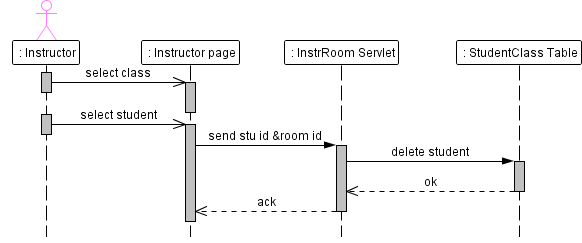 : Instructor
: Instructor page
: InstrRoom Servlet
: StudentClass Table
select class
select student
send stu id &room id
delete student
ok
ack